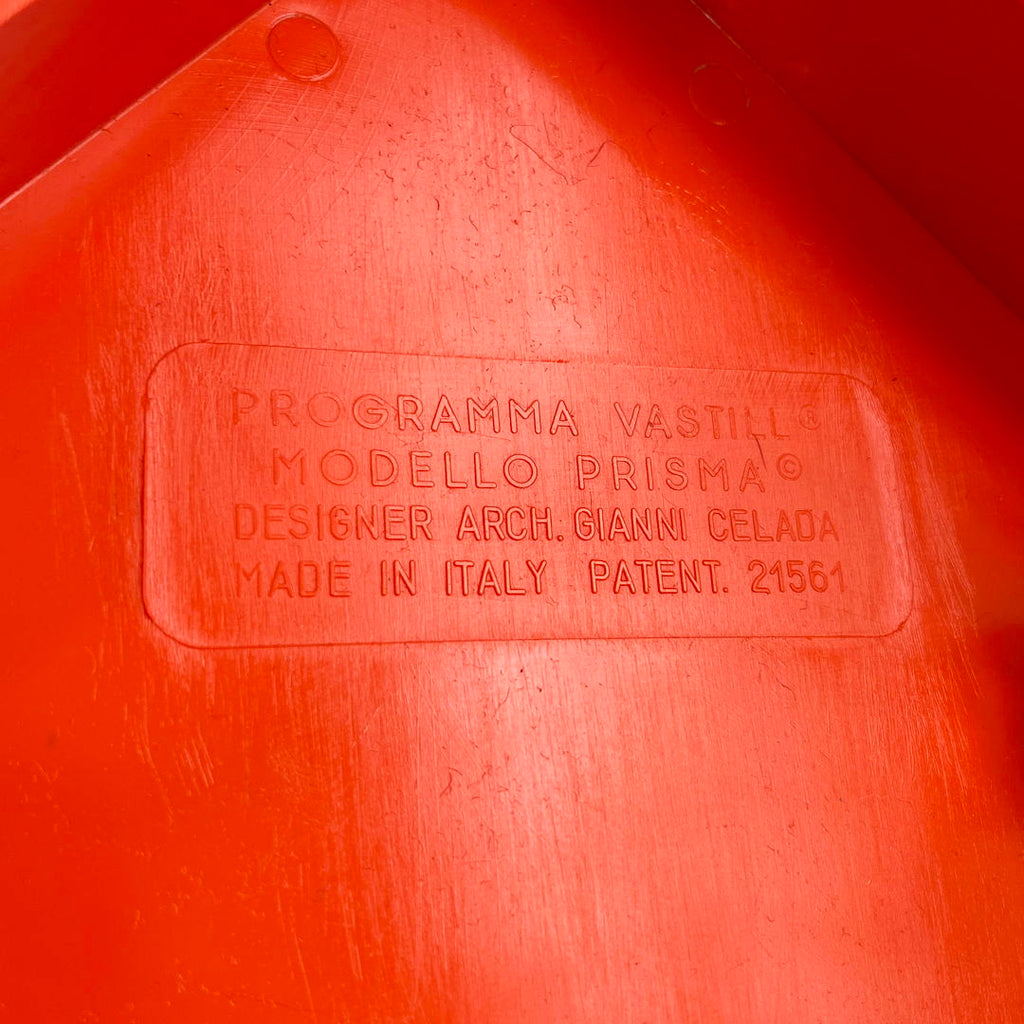 PROGRAMMA VASTILL©
MODELLO PRISMA©
DESIGNER ARCH. GIANNI CELADA
MADE IN ITALY PATENT. 21561